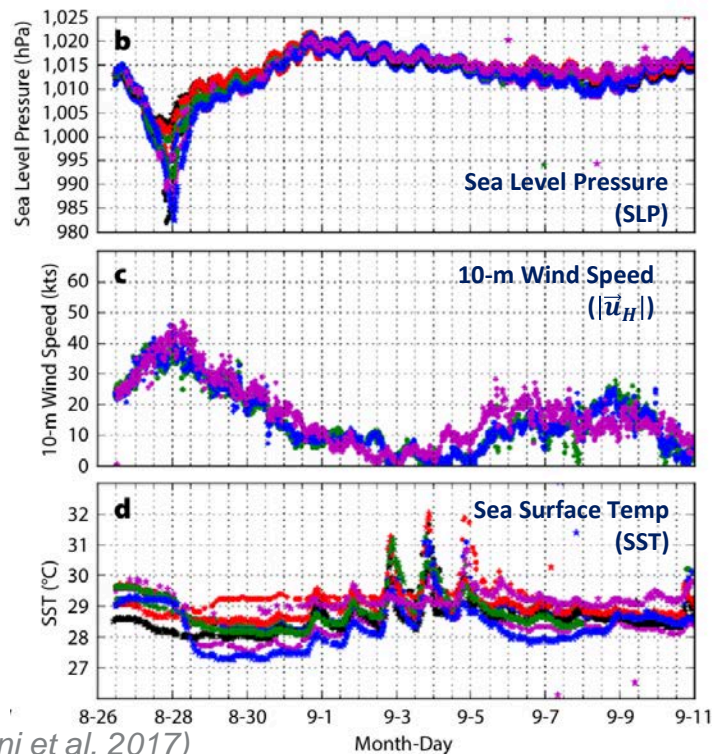 1,025
1,020
1,015
1,010
1,005
1,000
995
990
985
980
Sea Level Pressure (hPa)
b
Sea Level Pressure
(SLP)
60
50
40
30
20
10
0
10-m Wind Speed (kts)
c
10-m Wind Speed
(|u⃗_H|)
32
31
30
29
28
27
SST (°C)
d
Sea Surface Temp
(SST)
8-26 8-28 8-30 9-1 9-3 9-5 9-7 9-9 9-11
Month-Day
et al. 2017)